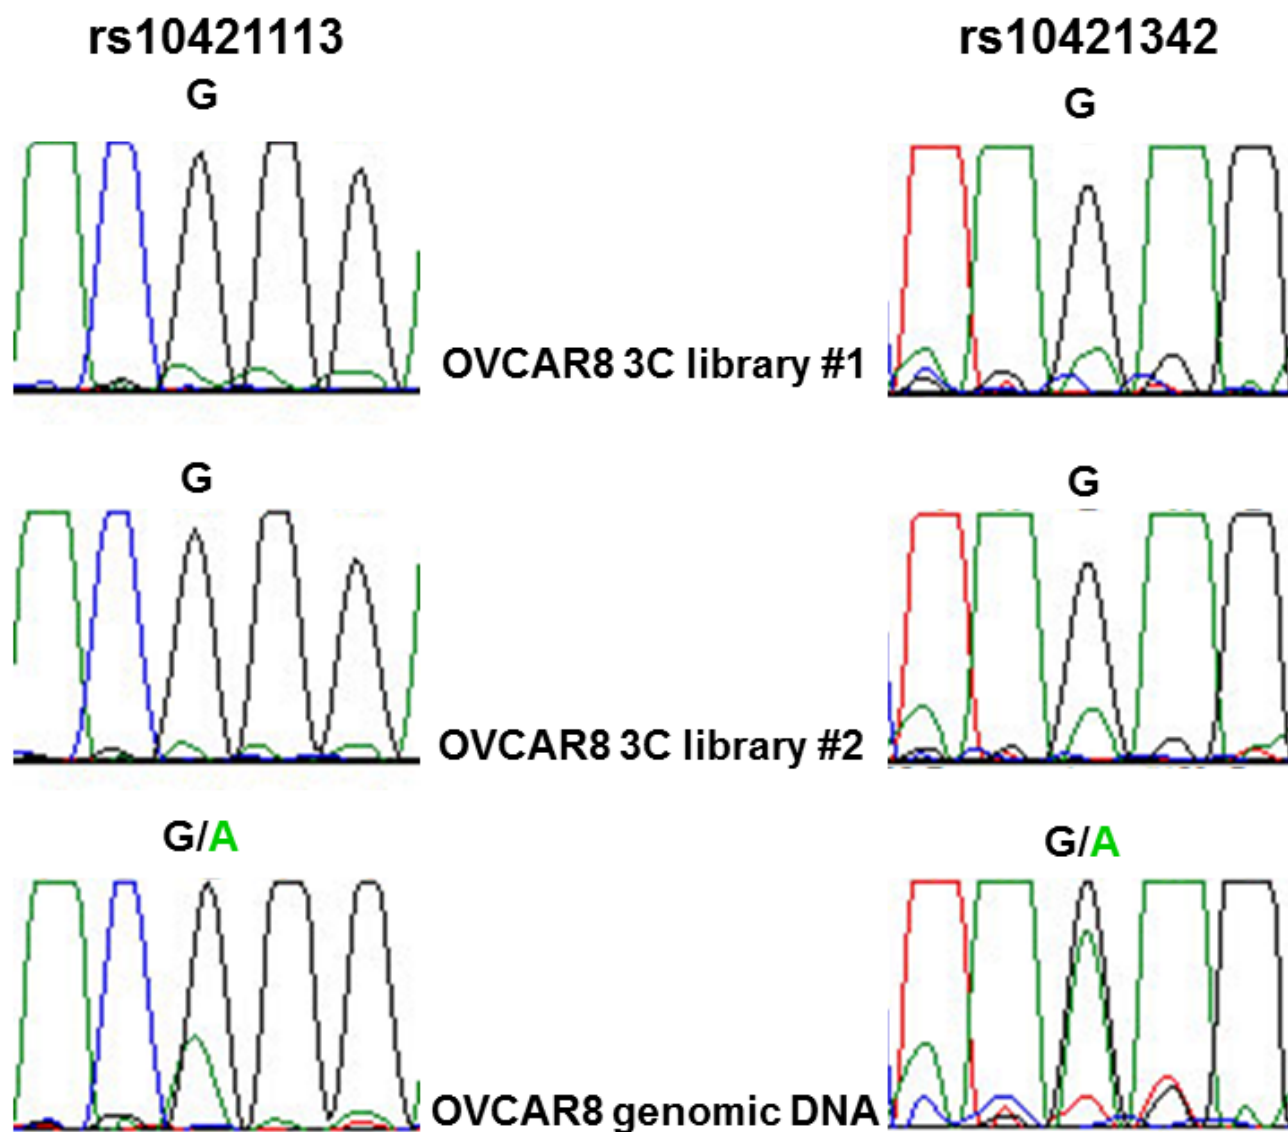 rs10421113
rs10421342
G
G
OVCAR8 3C library #1
G
G
OVCAR8 3C library #2
G/A
G/A
OVCAR8 genomic DNA